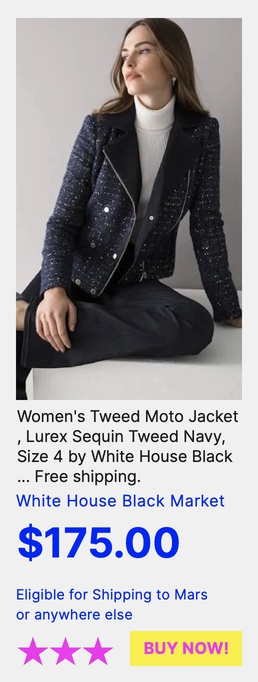 Women's Tweed Moto Jacket
, Lurex Sequin Tweed Navy,
Size 4 by White House Black
... Free shipping.
White House Black Market
$175.00
Eligible for Shipping to Mars
or anywhere else
BUY NOW!